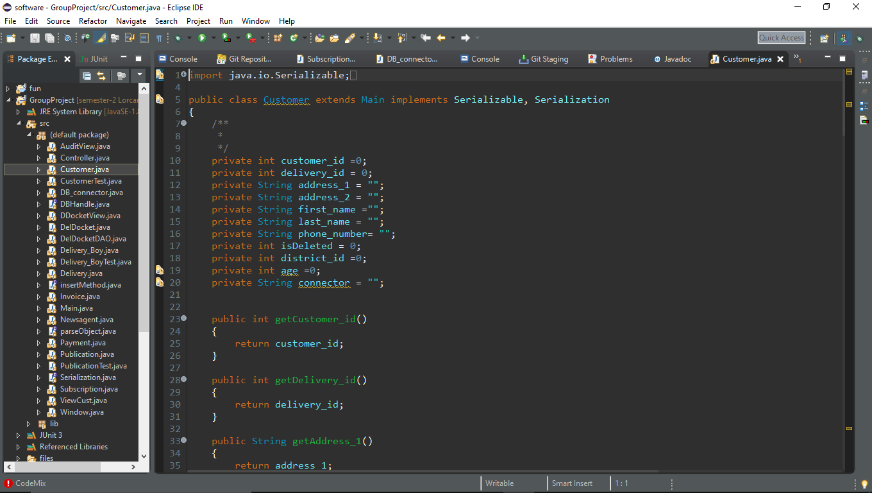 software - GroupProject/src/Customer.java - Eclipse IDE
File Edit Source Refactor Navigate Search Project Run Window Help
Quick Access
Package E... JUnit
Console Git Reposit... Subscription... DB_connecto... Console Git Staging Problems Javadoc Customer.java
fun
GroupProject [semester-2 Lorcan
JRE System Library [JavaSE-1.
src
(default package)
AuditView.java
Controller.java
Customer.java
CustomerTest.java
DB_connector.java
DBHandle.java
DDocketView.java
DelDocket.java
DelDocketDAO.java
Delivery_Boy.java
Delivery_BoyTest.java
Delivery.java
insertMethod.java
Invoice.java
Main.java
Newsagent.java
parseObject.java
Payment.java
Publication.java
PublicationTest.java
Serialization.java
Subscription.java
ViewCust.java
Window.java
lib
JUnit 3
Referenced Libraries
files
1 import java.io.Serializable;
4
5 public class Customer extends Main implements Serializable, Serialization
6 {
7 /**
8 *
9 */
10 private int customer_id =0;
11 private int delivery_id = 0;
12 private String address_1 = "";
13 private String address_2 = "";
14 private String first_name ="";
15 private String last_name = "";
16 private String phone_number= "";
17 private int isDeleted = 0;
18 private int district_id =0;
19 private int age =0;
20 private String connector = "";
21
22
23 public int getCustomer_id()
24 {
25 return customer_id;
26 }
27
28 public int getDelivery_id()
29 {
30 return delivery_id;
31 }
32
33 public String getAddress_1()
34 {
35 return address_1;
CodeMix
Writable Smart Insert 1 : 1